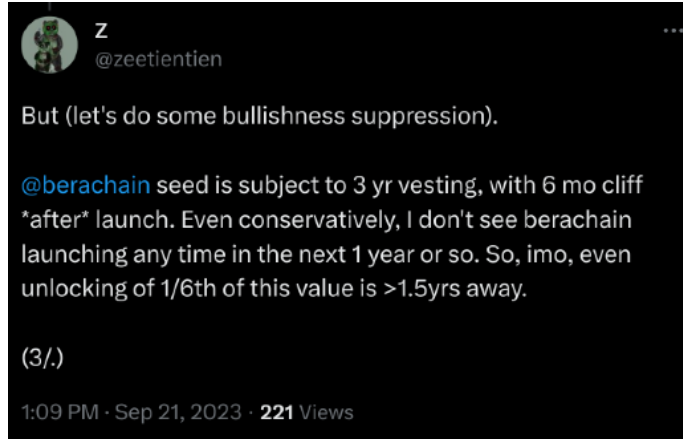 Z
@zeetientien
But (let's do some bullishness suppression).
@berachain seed is subject to 3 yr vesting, with 6 mo cliff
*after* launch. Even conservatively, I don't see berachain
launching any time in the next 1 year or so. So, imo, even
unlocking of 1/6th of this value is >1.5yrs away.
(3/.)
1:09 PM · Sep 21, 2023 · 221 Views